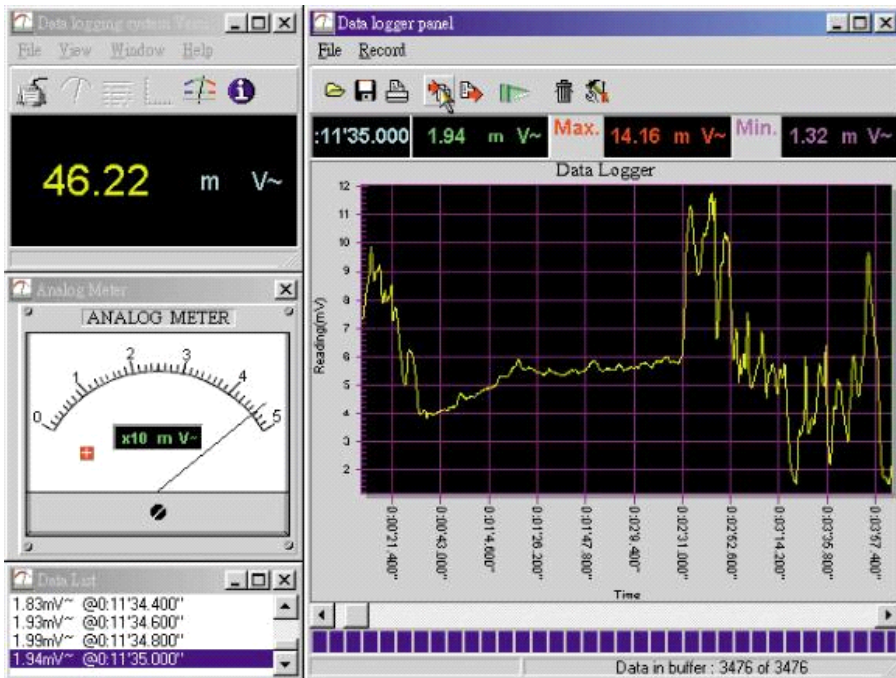 Data logging system Versi
File View Window Help
46.22 m V~
Analog Meter
ANALOG METER
0 1 2 3 4 5
x10 m V~
Data List
1.83mV~ @0:11'34.400"
1.93mV~ @0:11'34.600"
1.99mV~ @0:11'34.800"
1.94mV~ @0:11'35.000"
Data logger panel
File Record
:11'35.000 1.94 m V~ Max. 14.16 m V~ Min. 1.32 m V~
Data Logger
12
11
10
9
8
7
6
5
4
3
2
Reading(mV)
0:00'21.400"
0:00'43.000"
0:01'4.600"
0:01'26.200"
0:01'47.800"
0:02'9.400"
0:02'31.000"
0:02'52.600"
0:03'14.200"
0:03'35.800"
0:03'57.400"
Time
Data in buffer : 3476 of 3476